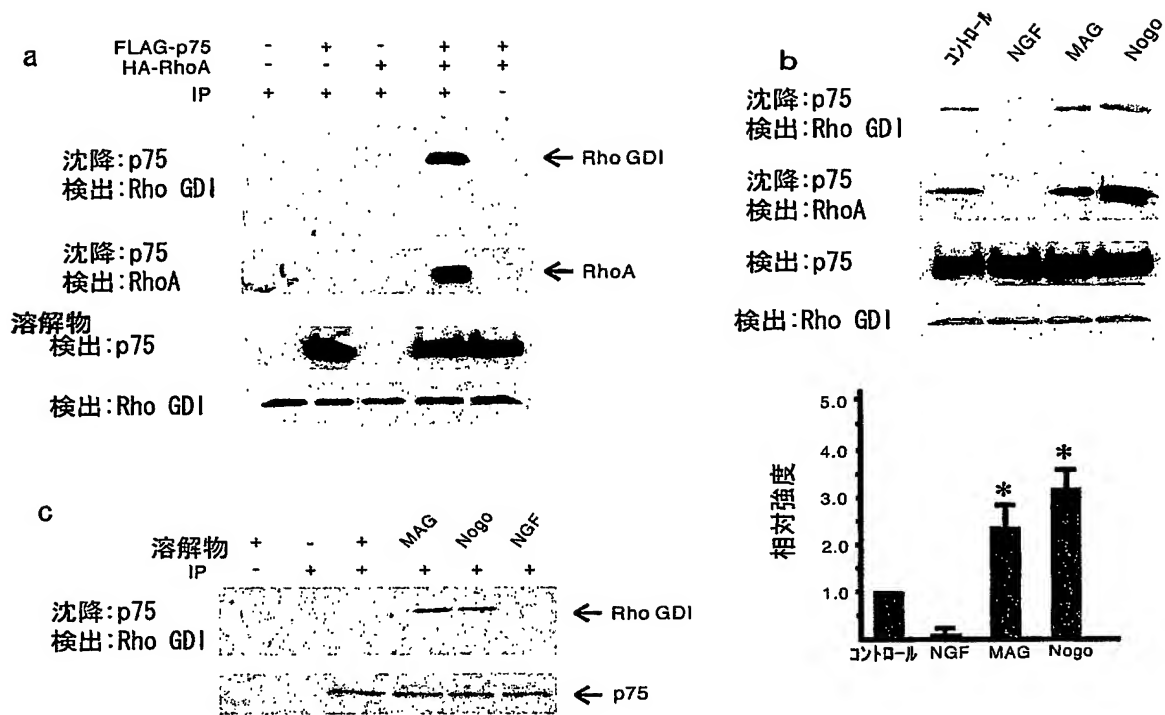 a
FLAG-p75 - + - + +
HA-RhoA - - + + +
IP + + + + -
沈降:p75
検出:Rho GDI
← Rho GDI
沈降:p75
検出:RhoA
← RhoA
溶解物
検出:p75
検出:Rho GDI
b
コントロール NGF MAG Nogo
沈降:p75
検出:Rho GDI
沈降:p75
検出:RhoA
検出:p75
検出:Rho GDI
相対強度
5.0
4.0
3.0
2.0
1.0
* *
コントロール NGF MAG Nogo
c
MAG Nogo NGF
溶解物 + - +
IP - + + + + +
沈降:p75
検出:Rho GDI
← Rho GDI
← p75